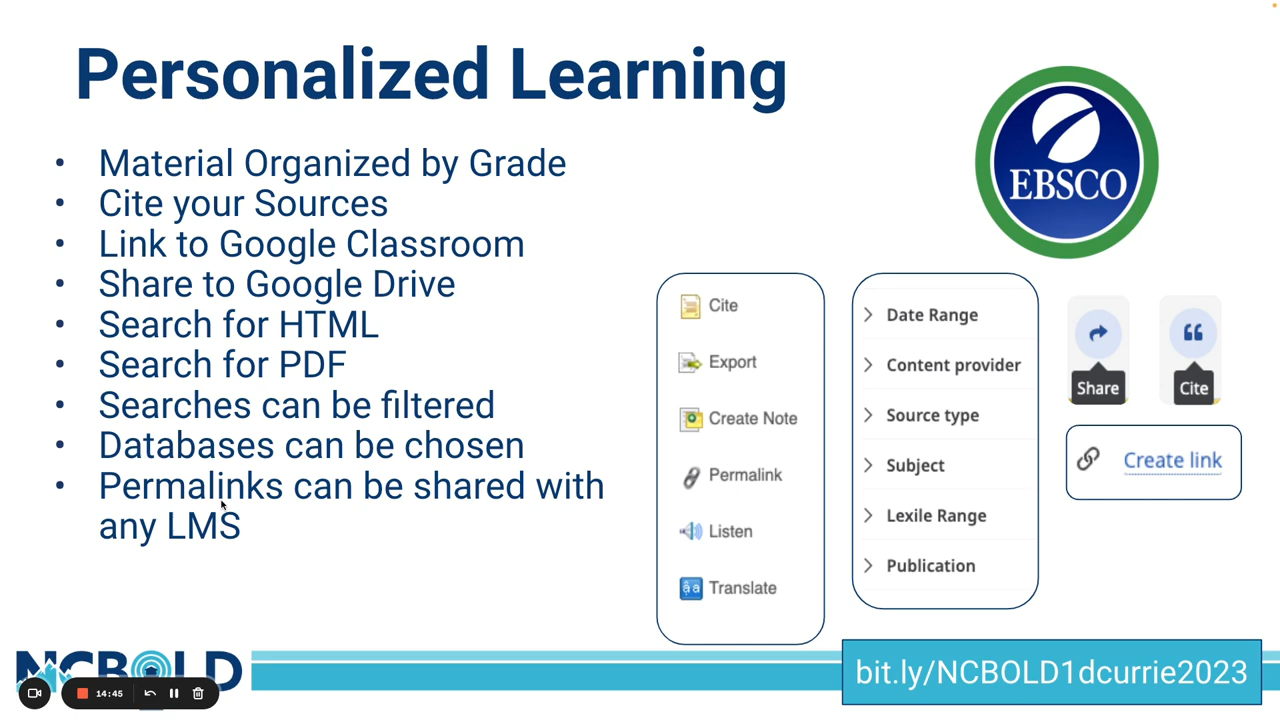 Personalized Learning
• Material Organized by Grade
• Cite your Sources
• Link to Google Classroom
• Share to Google Drive
• Search for HTML
• Search for PDF
• Searches can be filtered
• Databases can be chosen
• Permalinks can be shared with
any LMS
EBSCO
Cite
Export
Create Note
Permalink
Listen
Translate
Date Range
Content provider
Source type
Subject
Lexile Range
Publication
Share
Cite
Create link
NCBOLD
14:45
bit.ly/NCBOLD1dcurrie2023